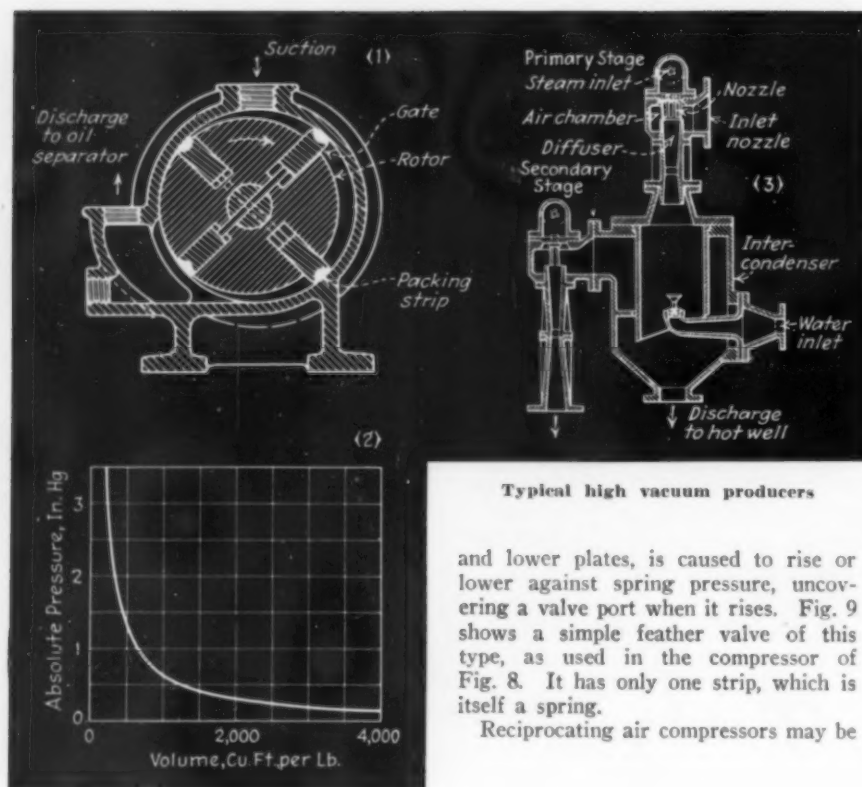 Suction
(1)
Discharge
to oil
separator
Gate
Rotor
Packing
strip
Primary Stage
Steam inlet
Nozzle
Air chamber
Inlet
nozzle
Diffuser
Secondary
Stage
(3)
Inter-
condenser
Water
inlet
Discharge
to hot well
(2)
Absolute Pressure, In. Hg
3
2
1
0
0
2,000
4,000
Volume, Cu. Ft. per Lb.
Typical high vacuum producers
and lower plates, is caused to rise or
lower against spring pressure, uncov-
ering a valve port when it rises. Fig. 9
shows a simple feather valve of this
type, as used in the compressor of
Fig. 8. It has only one strip, which is
itself a spring.
Reciprocating air compressors may be